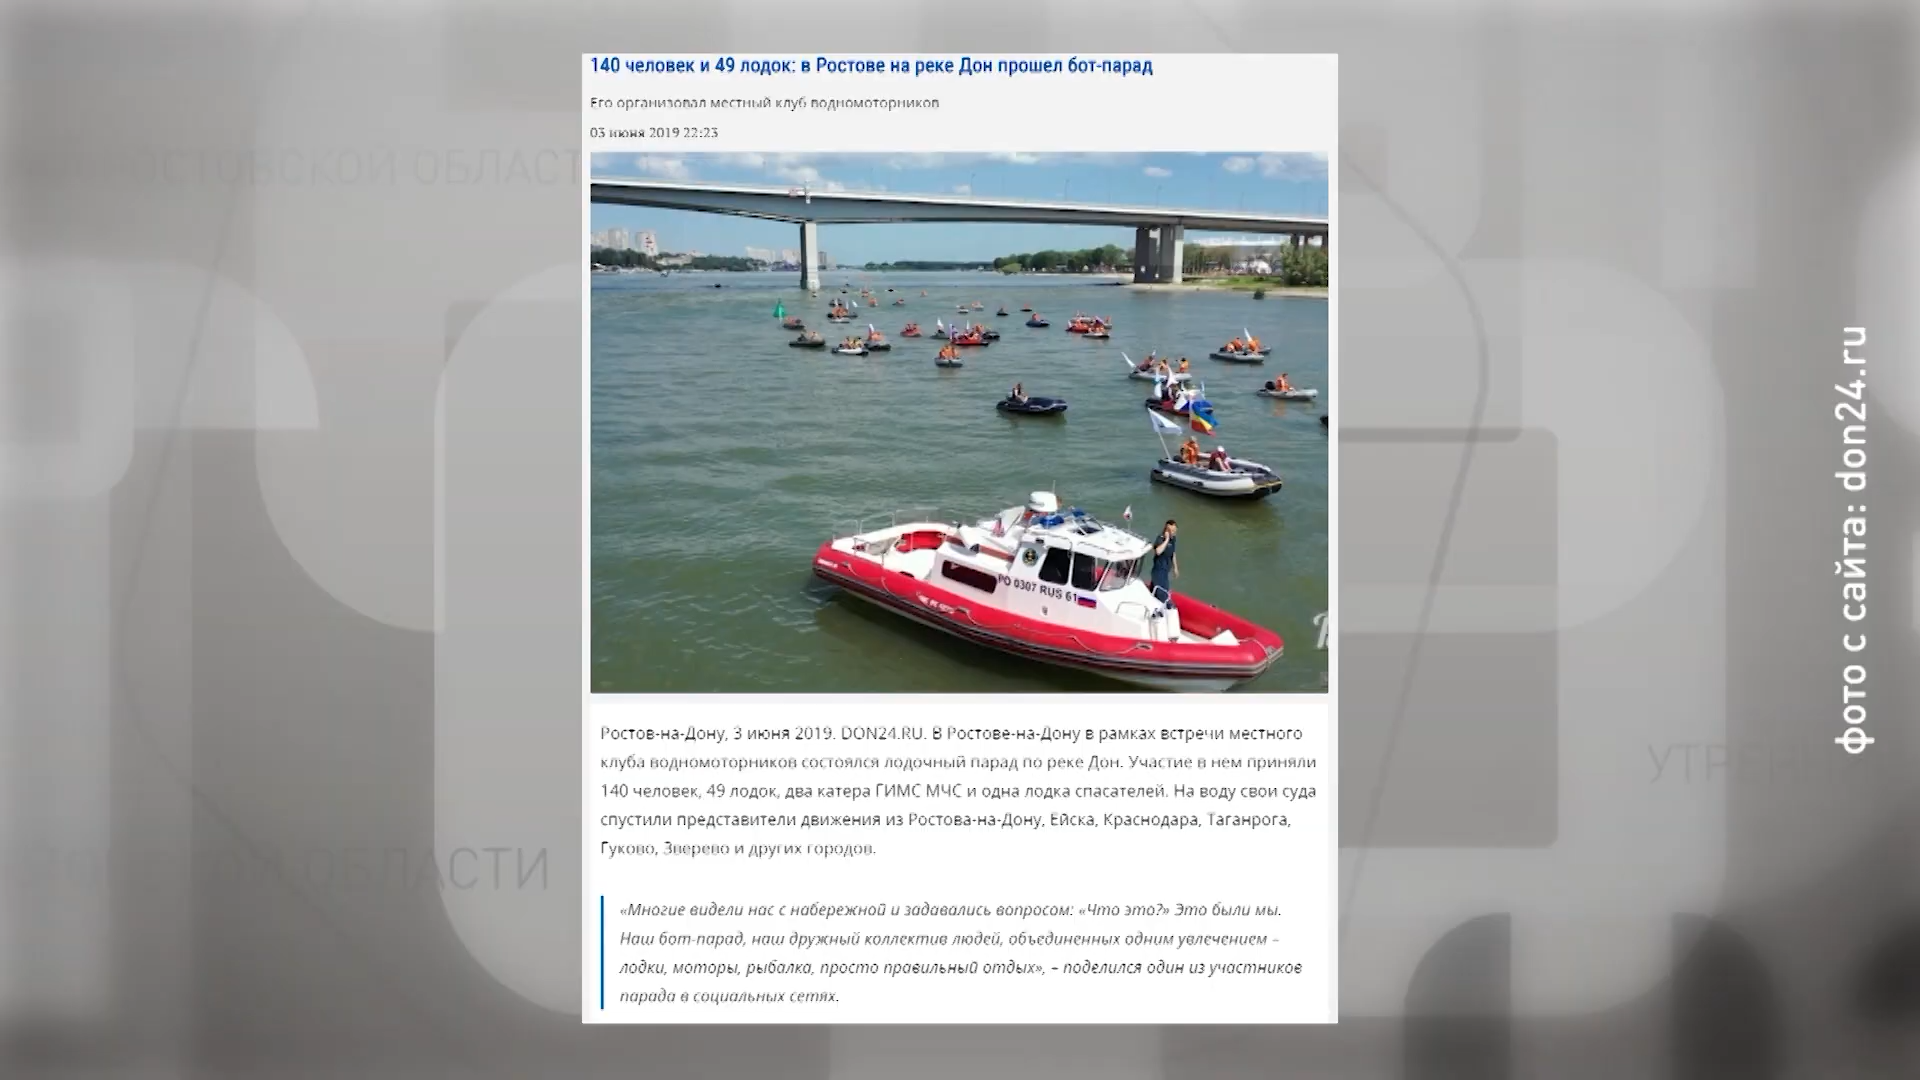 140 человек и 49 лодок: в Ростове на реке Дон прошел бот-парад
Его организовал местный клуб водномоторников
03 июня 2019 22:23
РОСТОВСКОЙ ОБЛАСТ
РО 0307 RUS 61
фото с сайта: don24.ru
Ростов-на-Дону, 3 июня 2019. DON24.RU. В Ростове-на-Дону в рамках встречи местного
клуба водномоторников состоялся лодочный парад по реке Дон. Участие в нем приняли
140 человек, 49 лодок, два катера ГИМС МЧС и одна лодка спасателей. На воду свои суда
спустили представители движения из Ростова-на-Дону, Ейска, Краснодара, Таганрога,
Гуково, Зверево и других городов.
ОБЛАСТИ
«Многие видели нас с набережной и задавались вопросом: «Что это?» Это были мы.
Наш бот-парад, наш дружный коллектив людей, объединенных одним увлечением –
лодки, моторы, рыбалка, просто правильный отдых», – поделился один из участников
парада в социальных сетях.